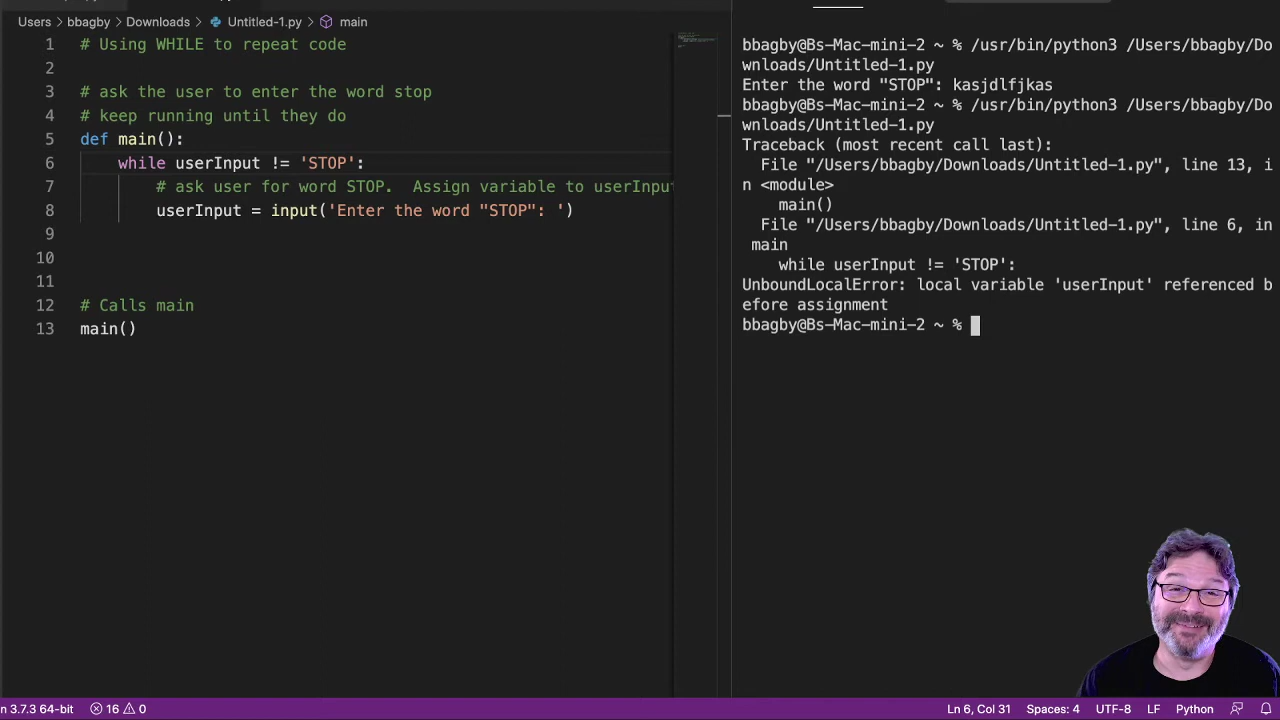 Users > bbagby > Downloads > Untitled-1.py > main
1 # Using WHILE to repeat code
2
3 # ask the user to enter the word stop
4 # keep running until they do
5 def main():
6 while userInput != 'STOP':
7 # ask user for word STOP.  Assign variable to userInput
8 userInput = input('Enter the word "STOP": ')
9
10
11
12 # Calls main
13 main()
bbagby@Bs-Mac-mini-2 ~ % /usr/bin/python3 /Users/bbagby/Do
wnloads/Untitled-1.py
Enter the word "STOP": kasjdlfjkas
bbagby@Bs-Mac-mini-2 ~ % /usr/bin/python3 /Users/bbagby/Do
wnloads/Untitled-1.py
Traceback (most recent call last):
File "/Users/bbagby/Downloads/Untitled-1.py", line 13, i
n <module>
main()
File "/Users/bbagby/Downloads/Untitled-1.py", line 6, in
main
while userInput != 'STOP':
UnboundLocalError: local variable 'userInput' referenced b
efore assignment
bbagby@Bs-Mac-mini-2 ~ %
n 3.7.3 64-bit 16 0 Ln 6, Col 31 Spaces: 4 UTF-8 LF Python